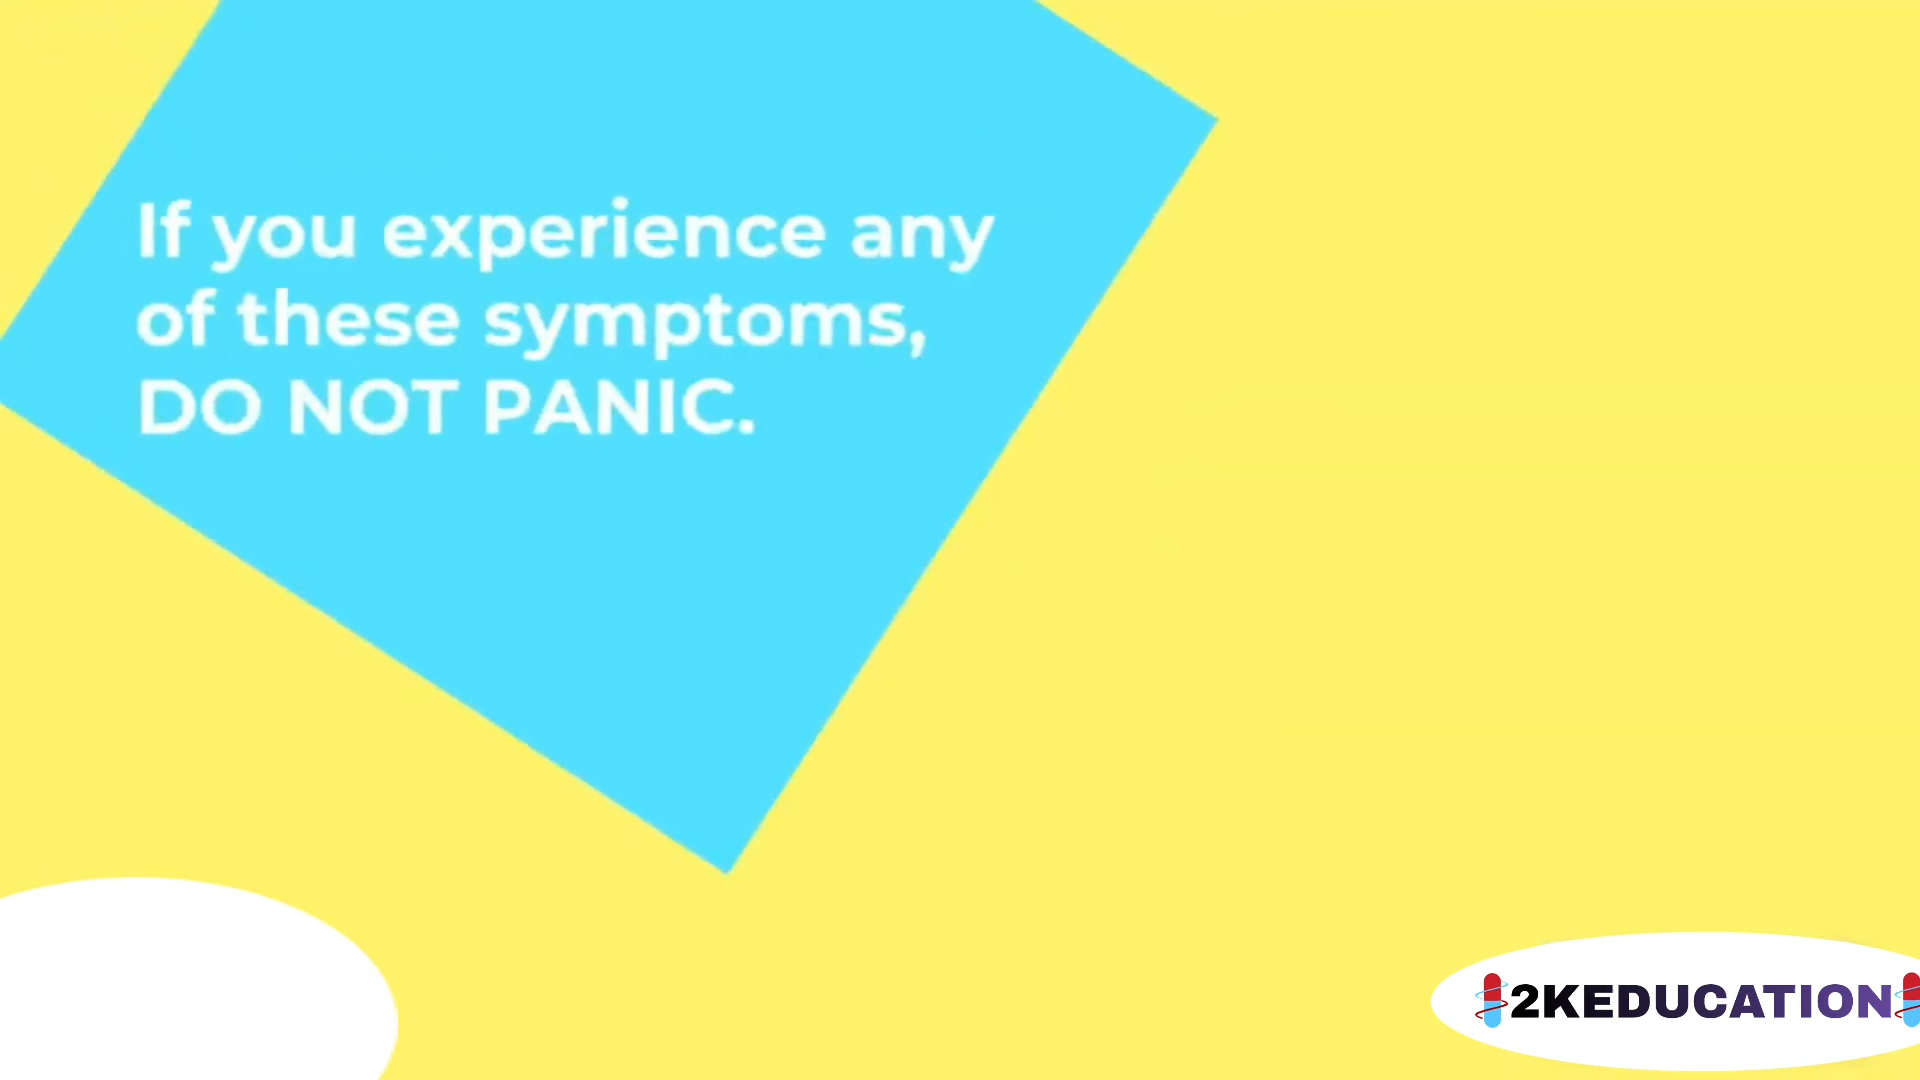 If you experience any
of these symptoms,
DO NOT PANIC.
2KEDUCATION